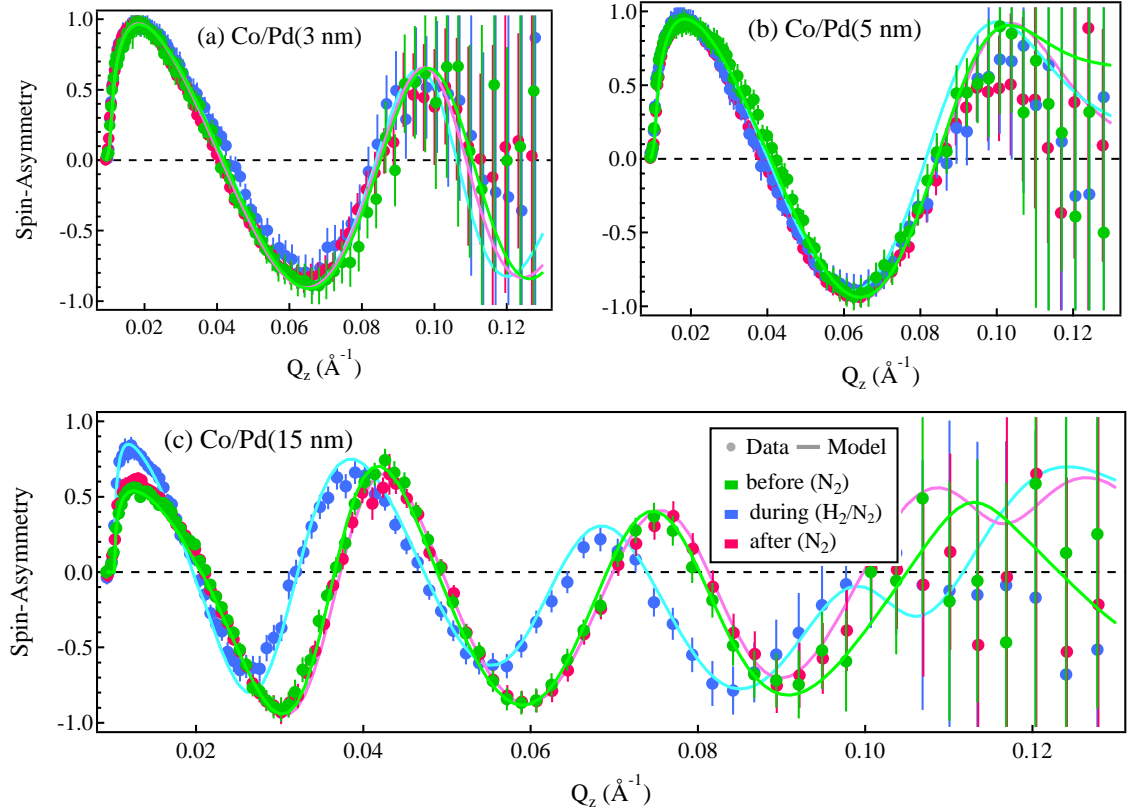 (a) Co/Pd(3 nm)
1.0
0.5
0.0
-0.5
-1.0
Spin-Asymmetry
0.02
0.04
0.06
0.08
0.10
0.12
Q_z (Å^-1)
(b) Co/Pd(5 nm)
1.0
0.5
0.0
-0.5
-1.0
0.02
0.04
0.06
0.08
0.10
0.12
Q_z (Å^-1)
(c) Co/Pd(15 nm)
1.0
0.5
0.0
-0.5
-1.0
Spin-Asymmetry
Data Model
before (N₂)
during (H₂/N₂)
after (N₂)
0.02
0.04
0.06
0.08
0.10
0.12
Q_z (Å^-1)